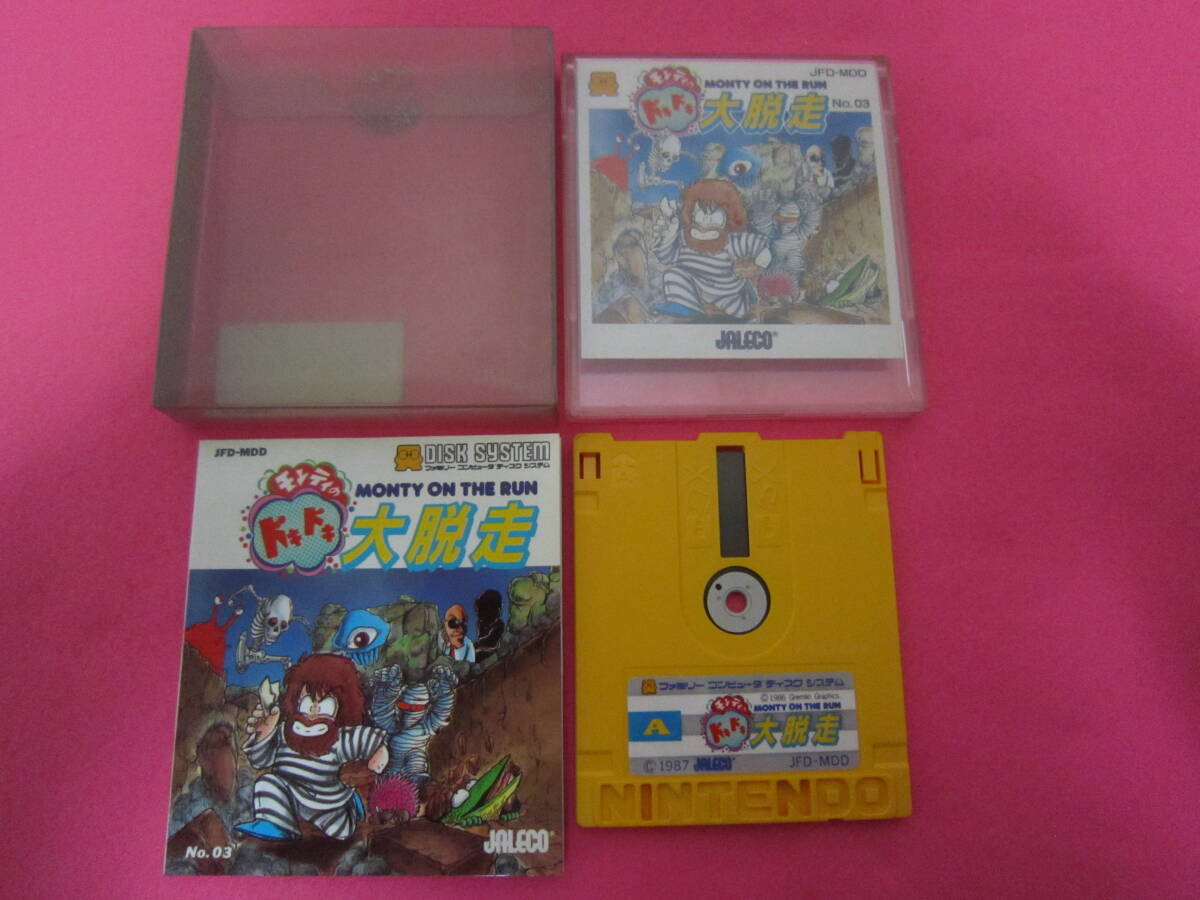 JFD-MDD
MONTY ON THE RUN
モンティの
ドキドキ
大脱走
No.03
JALECO®
JFD-MDD
DISK SYSTEM
ファミリー コンピュータ ディスク システム
モンティの
MONTY ON THE RUN
ドキドキ
大脱走
No.03
JALECO®
ファミリー コンピュータ ディスク システム
©1986 Gremlin Graphics.
モンティの
MONTY ON THE RUN
A
ドキドキ
大脱走
©1987 JALECO®
JFD-MDD
NINTENDO